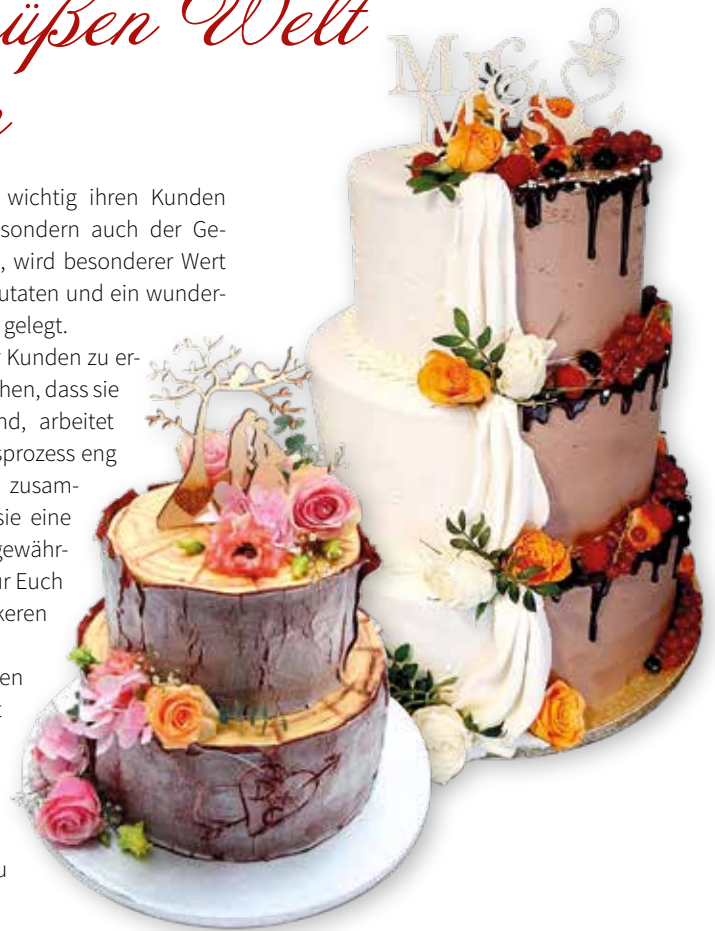 üßen Welt
wichtig ihren Kunden
sondern auch der Ge-
, wird besonderer Wert
utaten und ein wunder-
gelegt.
Kunden zu er-
hen, dass sie
nd, arbeitet
sprozess eng
zusam-
sie eine
gewähr-
ür Euch
keren
en
u
Mr &
Mrs